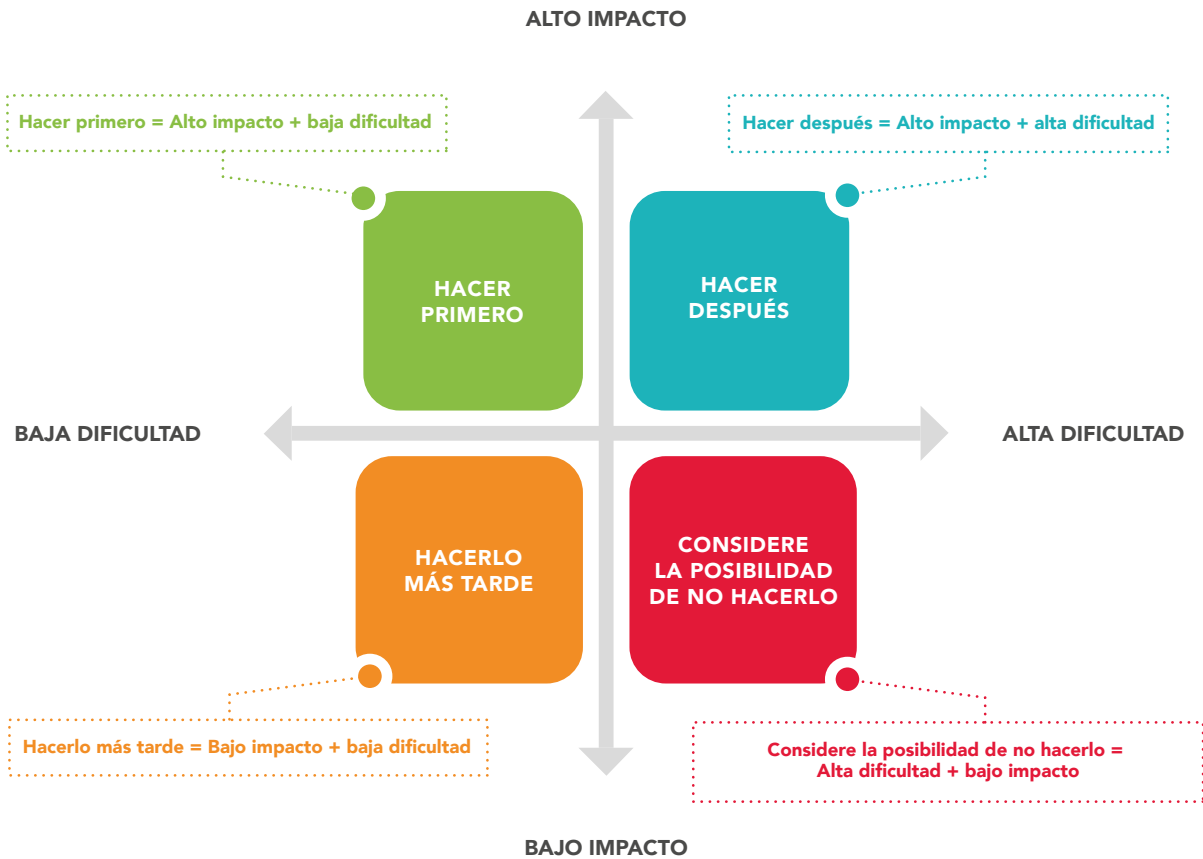 ALTO IMPACTO
Hacer primero = Alto impacto + baja dificultad
Hacer después = Alto impacto + alta dificultad
HACER
PRIMERO
HACER
DESPUÉS
BAJA DIFICULTAD
ALTA DIFICULTAD
HACERLO
MÁS TARDE
CONSIDERE
LA POSIBILIDAD
DE NO HACERLO
Hacerlo más tarde = Bajo impacto + baja dificultad
Considere la posibilidad de no hacerlo =
Alta dificultad + bajo impacto
BAJO IMPACTO